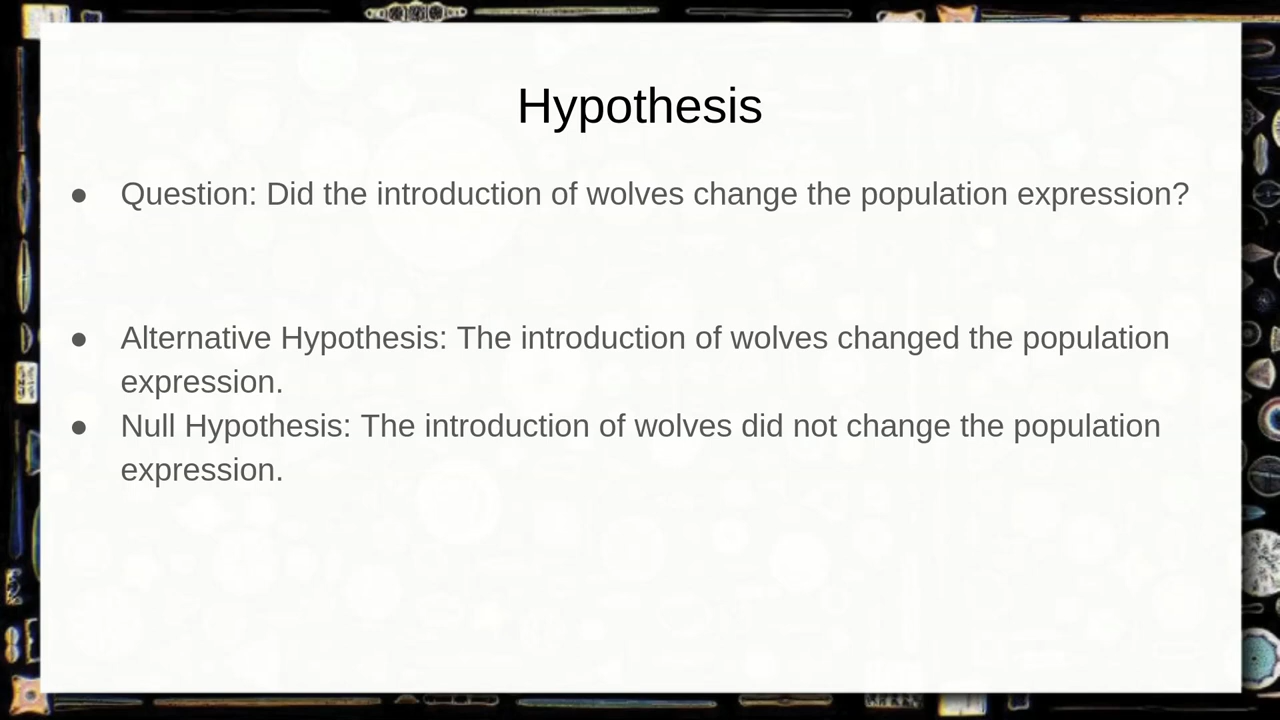 Hypothesis
● Question: Did the introduction of wolves change the population expression?
● Alternative Hypothesis: The introduction of wolves changed the population
expression.
● Null Hypothesis: The introduction of wolves did not change the population
expression.